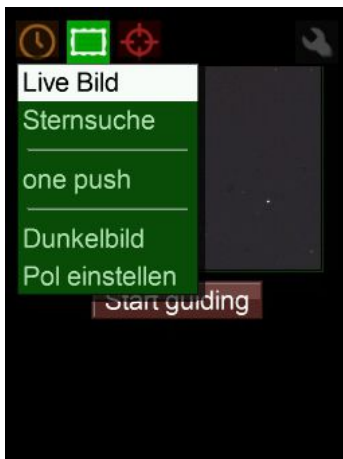 Live Bild
Sternsuche
one push
Dunkelbild
Pol einstellen
Start guiding